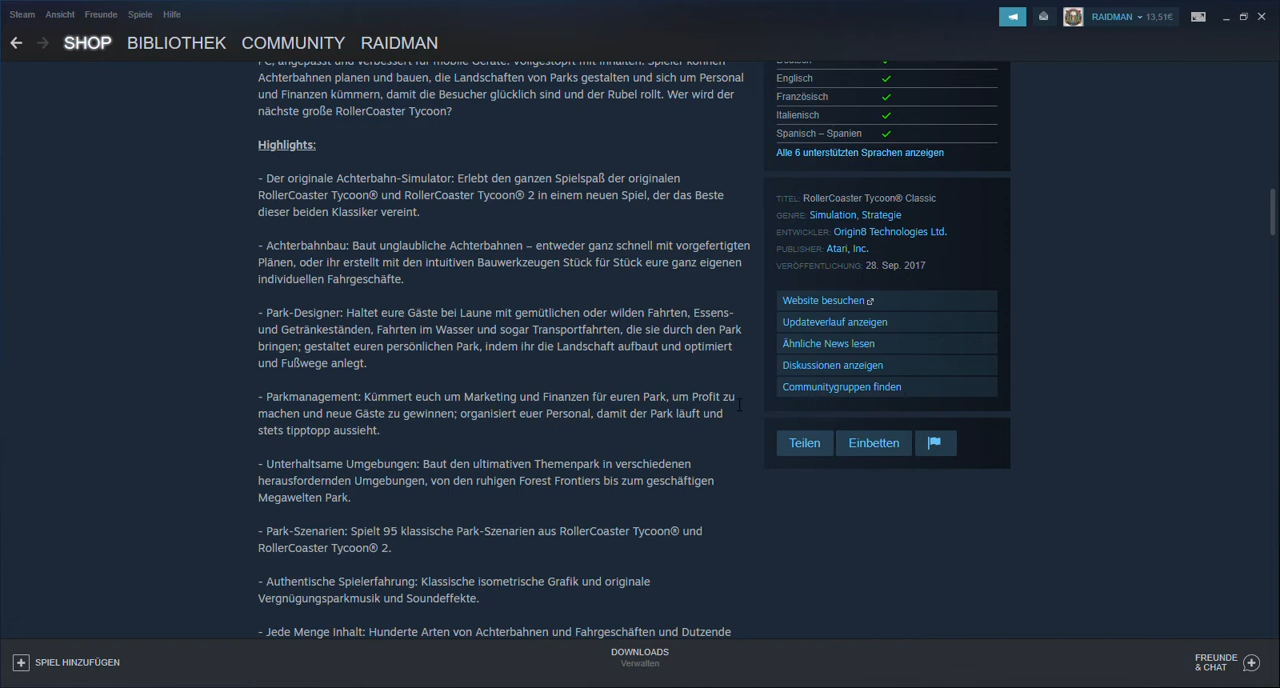 Steam Ansicht Freunde Spiele Hilfe
RAIDMAN 13,51€
SHOP BIBLIOTHEK COMMUNITY RAIDMAN
PC, angepasst und verbessert für mobile Geräte. Vollgestopft mit Inhalten. Spieler können
Achterbahnen planen und bauen, die Landschaften von Parks gestalten und sich um Personal
und Finanzen kümmern, damit die Besucher glücklich sind und der Rubel rollt. Wer wird der
nächste große RollerCoaster Tycoon?
Highlights:
- Der originale Achterbahn-Simulator: Erlebt den ganzen Spielspaß der originalen
RollerCoaster Tycoon® und RollerCoaster Tycoon® 2 in einem neuen Spiel, der das Beste
dieser beiden Klassiker vereint.
- Achterbahnbau: Baut unglaubliche Achterbahnen – entweder ganz schnell mit vorgefertigten
Plänen, oder ihr erstellt mit den intuitiven Bauwerkzeugen Stück für Stück eure ganz eigenen
individuellen Fahrgeschäfte.
- Park-Designer: Haltet eure Gäste bei Laune mit gemütlichen oder wilden Fahrten, Essens-
und Getränkeständen, Fahrten im Wasser und sogar Transportfahrten, die sie durch den Park
bringen; gestaltet euren persönlichen Park, indem ihr die Landschaft aufbaut und optimiert
und Fußwege anlegt.
- Parkmanagement: Kümmert euch um Marketing und Finanzen für euren Park, um Profit zu
machen und neue Gäste zu gewinnen; organisiert euer Personal, damit der Park läuft und
stets tipptopp aussieht.
- Unterhaltsame Umgebungen: Baut den ultimativen Themenpark in verschiedenen
herausfordernden Umgebungen, von den ruhigen Forest Frontiers bis zum geschäftigen
Megawelten Park.
- Park-Szenarien: Spielt 95 klassische Park-Szenarien aus RollerCoaster Tycoon® und
RollerCoaster Tycoon® 2.
- Authentische Spielerfahrung: Klassische isometrische Grafik und originale
Vergnügungsparkmusik und Soundeffekte.
- Jede Menge Inhalt: Hunderte Arten von Achterbahnen und Fahrgeschäften und Dutzende
Deutsch
Englisch
Französisch
Italienisch
Spanisch – Spanien
Alle 6 unterstützten Sprachen anzeigen
TITEL: RollerCoaster Tycoon® Classic
GENRE: Simulation, Strategie
ENTWICKLER: Origin8 Technologies Ltd.
PUBLISHER: Atari, Inc.
VERÖFFENTLICHUNG: 28. Sep. 2017
Website besuchen
Updateverlauf anzeigen
Ähnliche News lesen
Diskussionen anzeigen
Communitygruppen finden
Teilen Einbetten
SPIEL HINZUFÜGEN
DOWNLOADS
Verwalten
FREUNDE
& CHAT